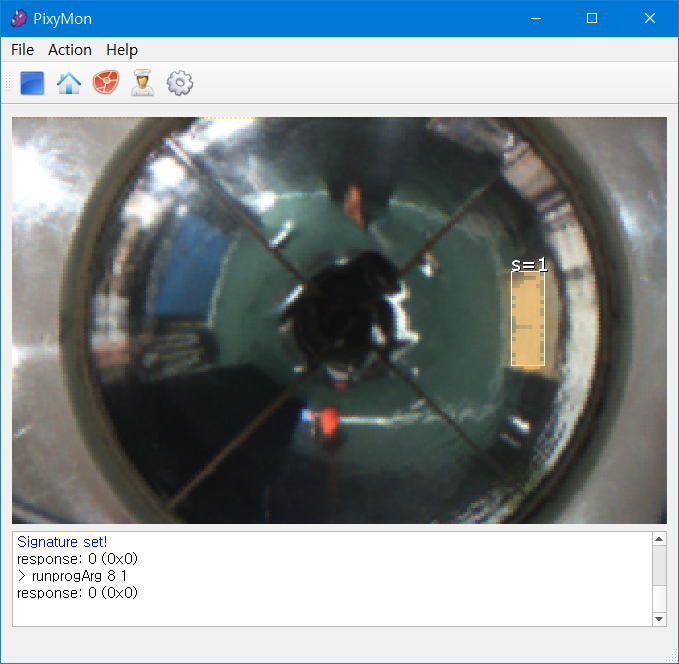 PixyMon
File Action Help
s=1
Signature set!
response: 0 (0x0)
> runprogArg 8 1
response: 0 (0x0)